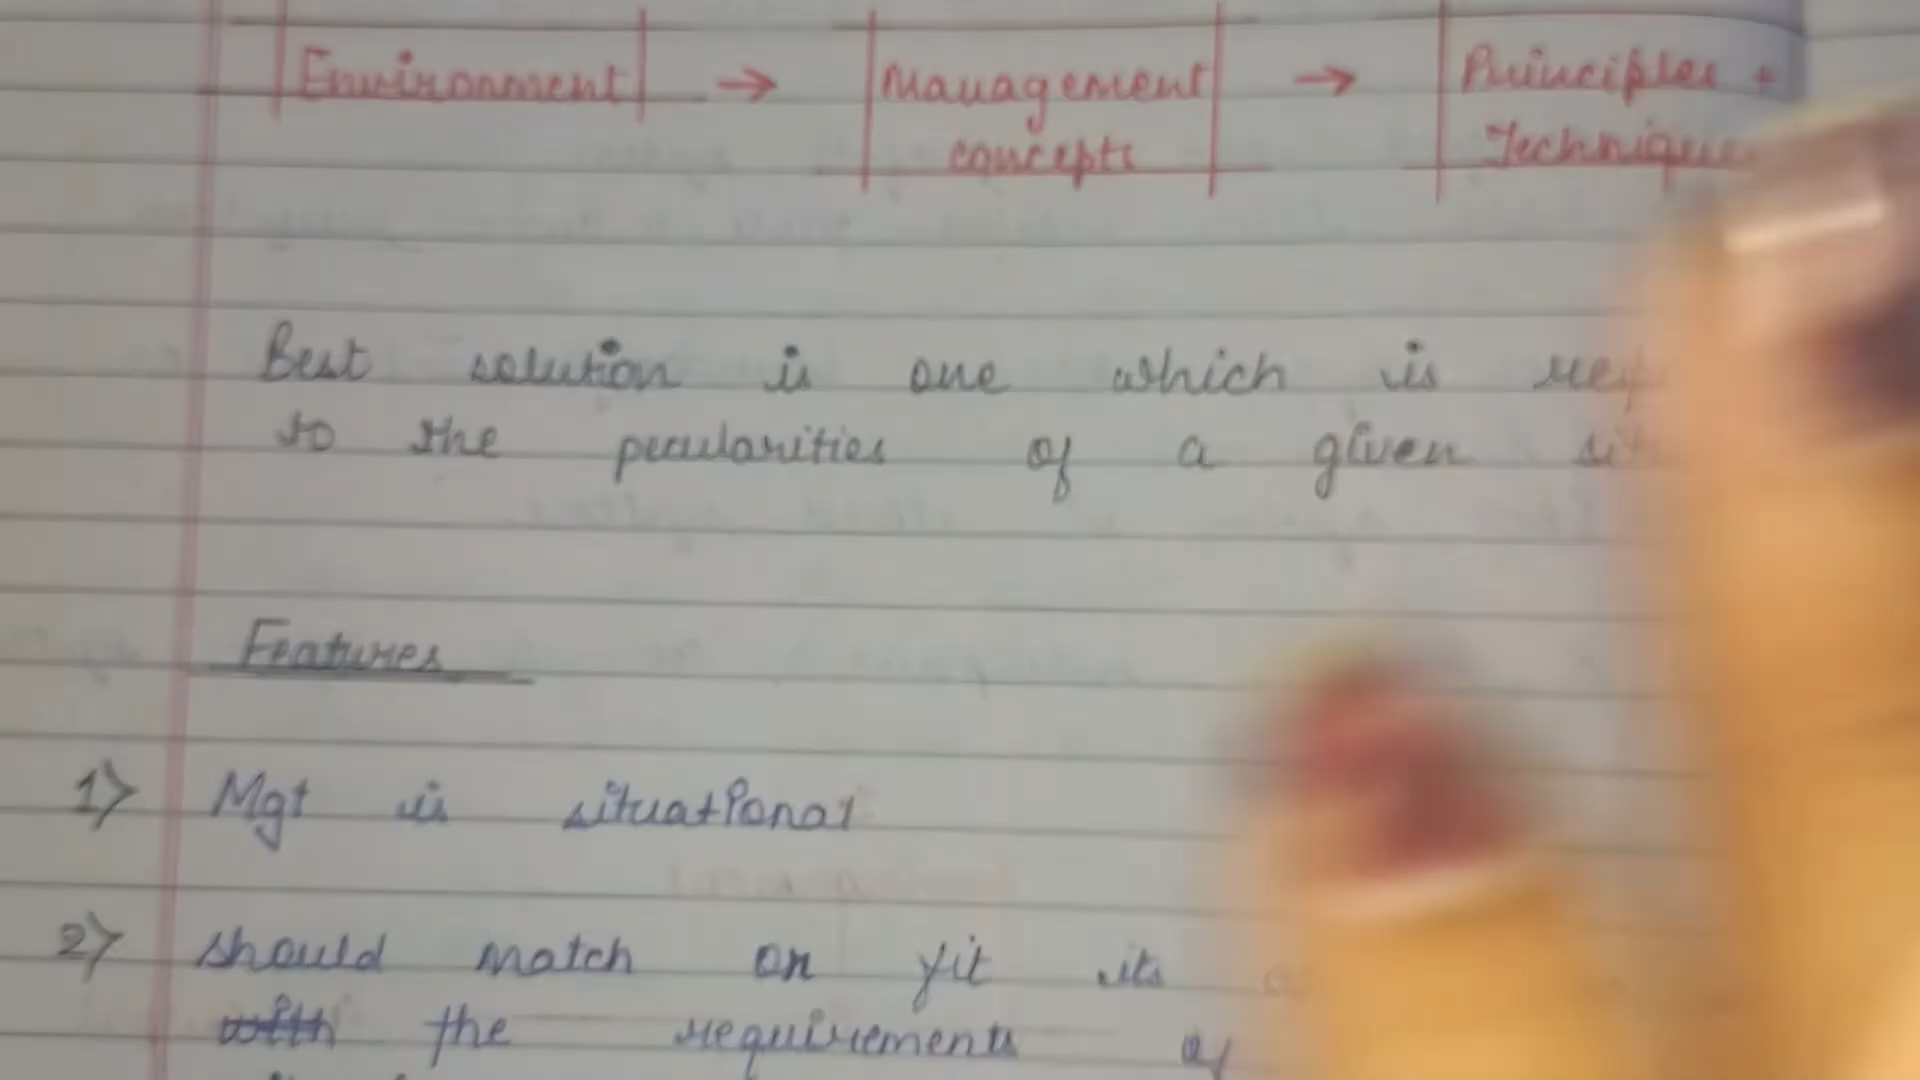 Environment → Management → Principles +
concepts Techniques
Best solution is one which is
to the pecularities of a given
Features
1) Mgt is situational
2) should match or fit its
with the requirements of